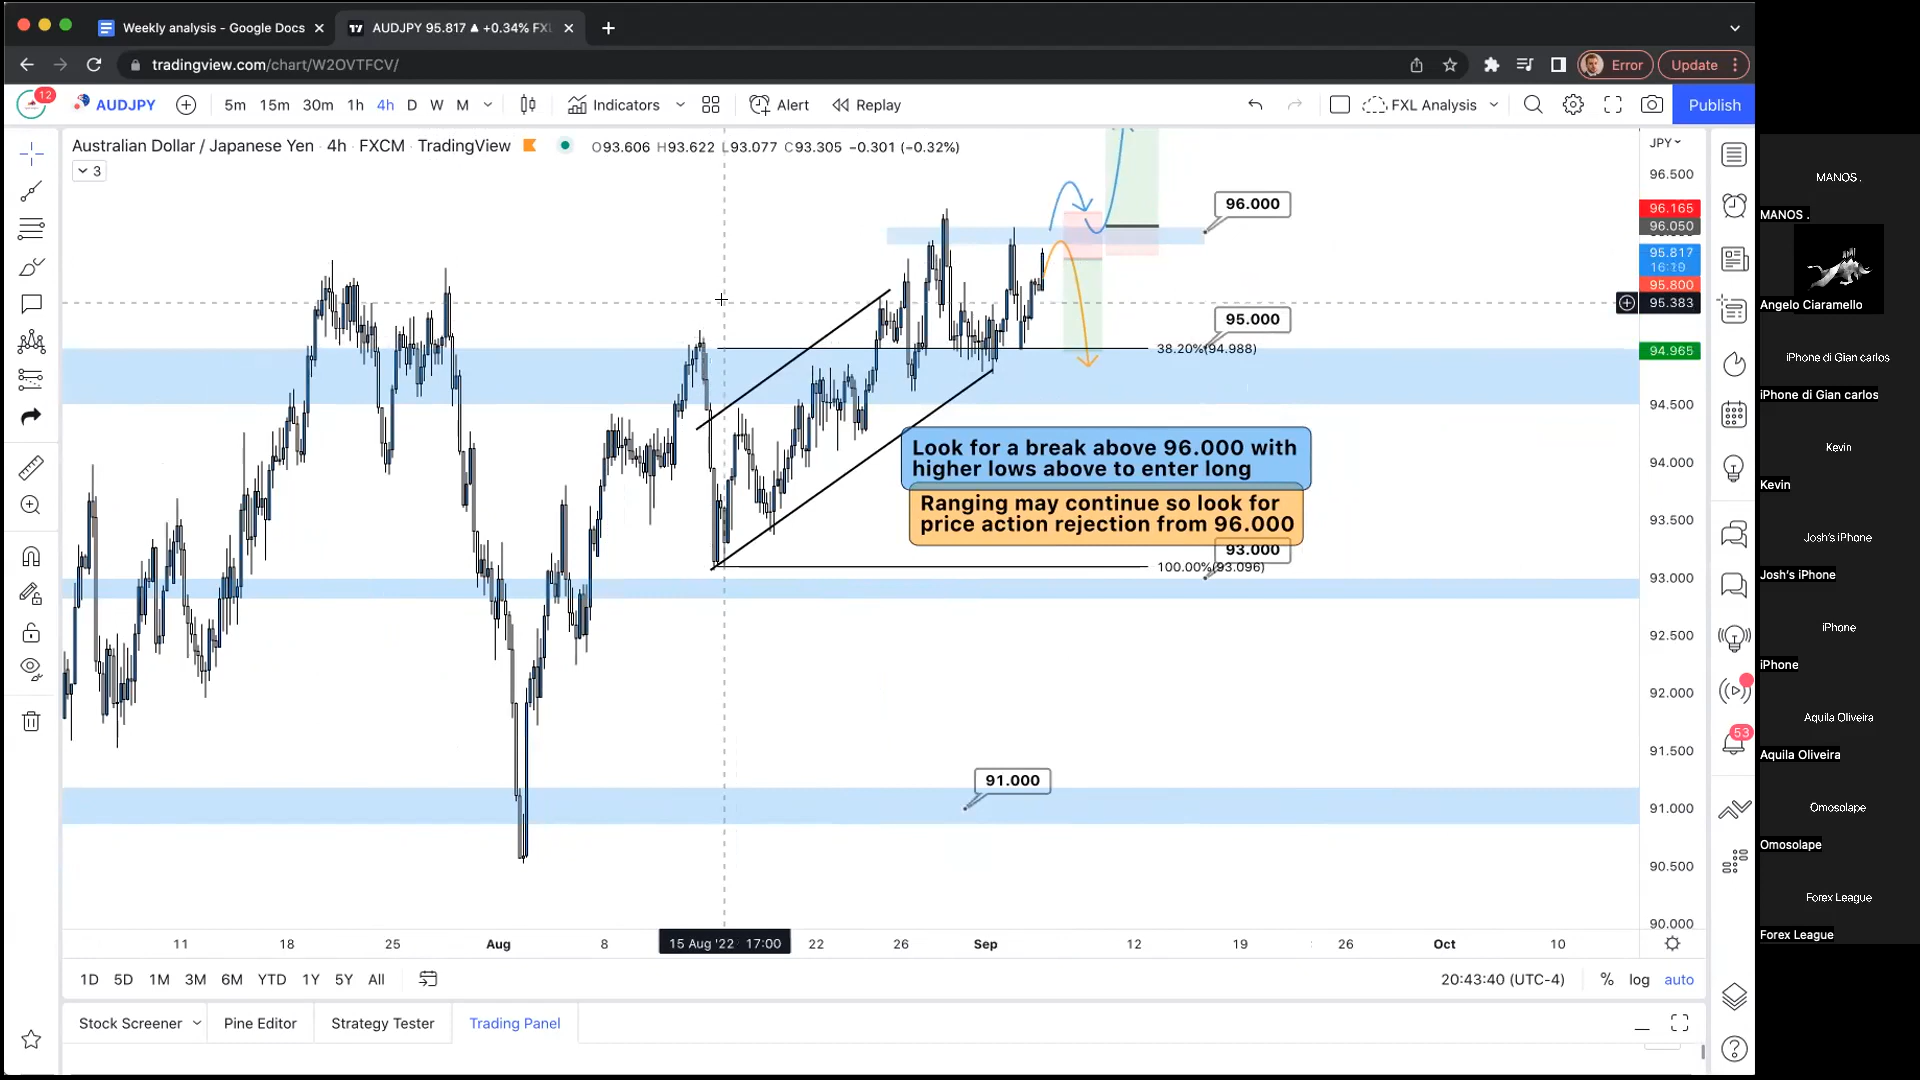 Weekly analysis - Google Docs
AUDJPY 95.817 ▲ +0.34% FXL
tradingview.com/chart/W2OVTFCV/
Error
Update
12
AUDJPY
5m 15m 30m 1h 4h D W M
Indicators
Alert
Replay
FXL Analysis
Publish
Australian Dollar / Japanese Yen · 4h · FXCM · TradingView
O93.606 H93.622 L93.077 C93.305 −0.301 (−0.32%)
3
JPY
96.500
96.165
96.050
95.817
16:19
95.800
95.383
94.965
94.500
94.000
93.500
93.000
92.500
92.000
91.500
91.000
90.500
90.000
96.000
95.000
38.20%(94.988)
Look for a break above 96.000 with
higher lows above to enter long
Ranging may continue so look for
price action rejection from 96.000
93.000
100.00%(93.096)
91.000
11 18 25 Aug 8 15 Aug '22 17:00 22 26 Sep 12 19 26 Oct 10
1D 5D 1M 3M 6M YTD 1Y 5Y All
20:43:40 (UTC-4)
% log auto
Stock Screener
Pine Editor
Strategy Tester
Trading Panel
53
MANOS .
MANOS .
Angelo Ciaramello
iPhone di Gian carlos
iPhone di Gian carlos
Kevin
Kevin
Josh's iPhone
Josh's iPhone
iPhone
iPhone
Aquila Oliveira
Aquila Oliveira
Omosolape
Omosolape
Forex League
Forex League